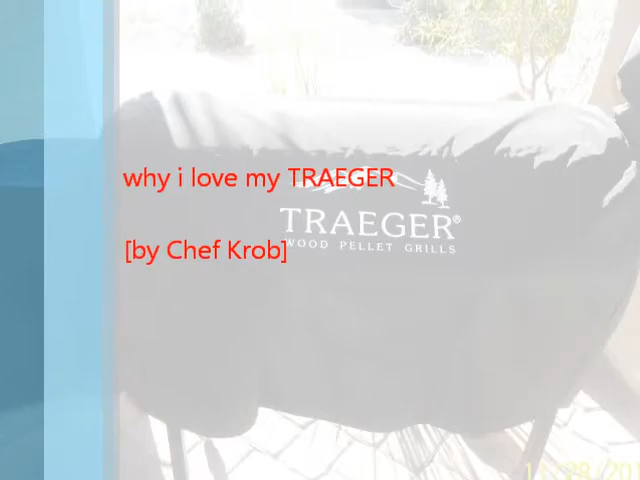 why i love my TRAEGER
TRAEGER®
WOOD PELLET GRILLS
[by Chef Krob]